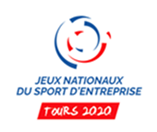 JEUX NATIONAUX
DU SPORT D'ENTREPRISE
TOURS 2020